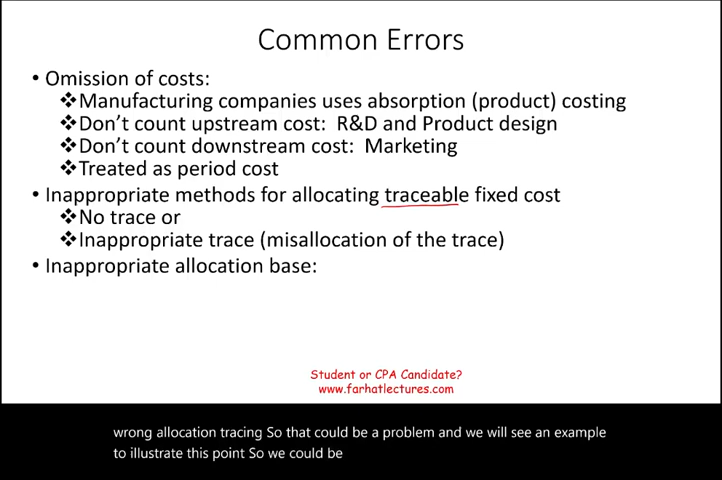 Common Errors
• Omission of costs:
❖Manufacturing companies uses absorption (product) costing
❖Don't count upstream cost: R&D and Product design
❖Don't count downstream cost: Marketing
❖Treated as period cost
• Inappropriate methods for allocating traceable fixed cost
❖No trace or
❖Inappropriate trace (misallocation of the trace)
• Inappropriate allocation base:
Student or CPA Candidate?
www.farhatlectures.com
wrong allocation tracing So that could be a problem and we will see an example
to illustrate this point So we could be